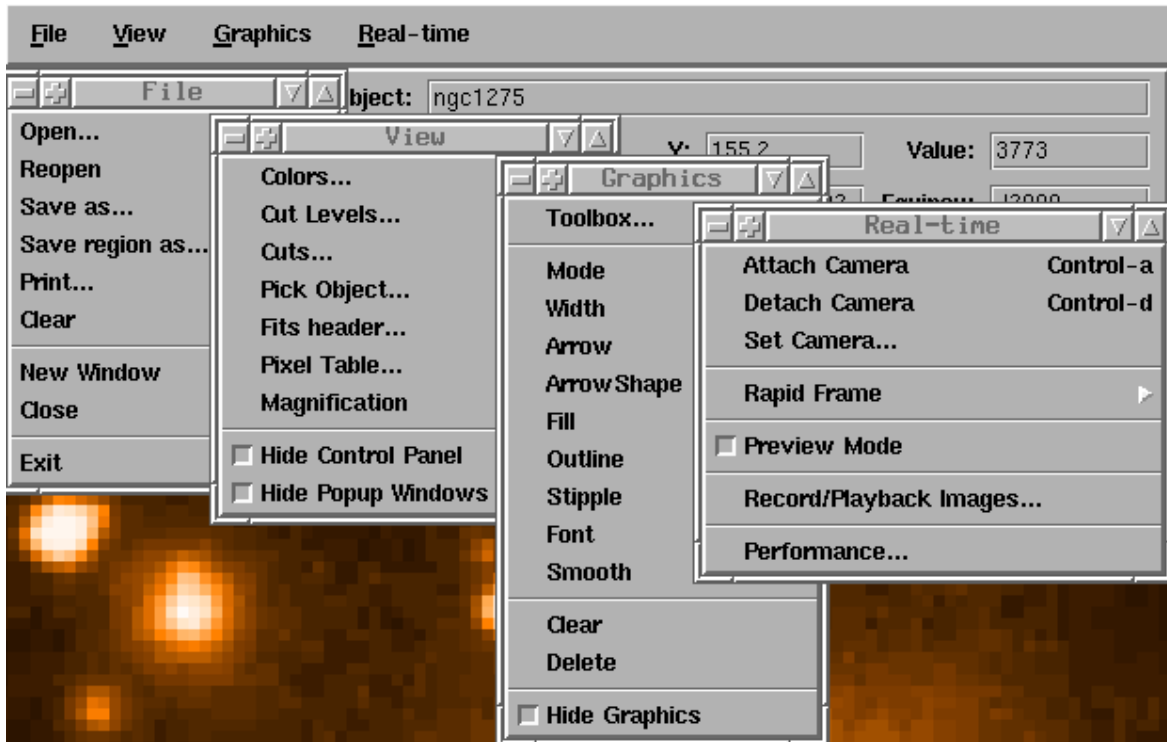 File View Graphics Real-time
File
bject: ngc1275
Open...
Reopen
Save as...
Save region as...
Print...
Clear
New Window
Close
Exit
View
Y: 155.2 Value: 3773
Colors...
Cut Levels...
Cuts...
Pick Object...
Fits header...
Pixel Table...
Magnification
Hide Control Panel
Hide Popup Windows
Graphics
Toolbox...
Mode
Width
Arrow
ArrowShape
Fill
Outline
Stipple
Font
Smooth
Clear
Delete
Hide Graphics
Real-time
Attach Camera Control-a
Detach Camera Control-d
Set Camera...
Rapid Frame
Preview Mode
Record/Playback Images...
Performance...